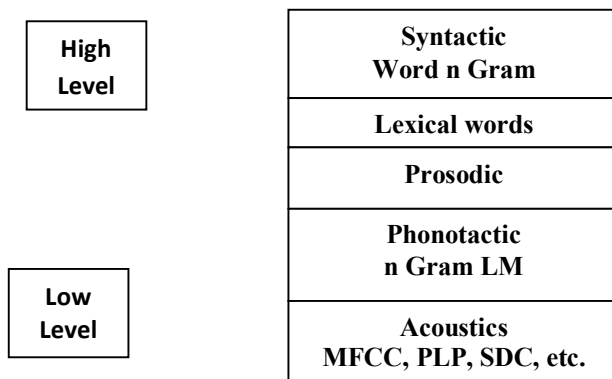 High
Level
Syntactic
Word n Gram
Lexical words
Prosodic
Phonotactic
n Gram LM
Low
Level
Acoustics
MFCC, PLP, SDC, etc.